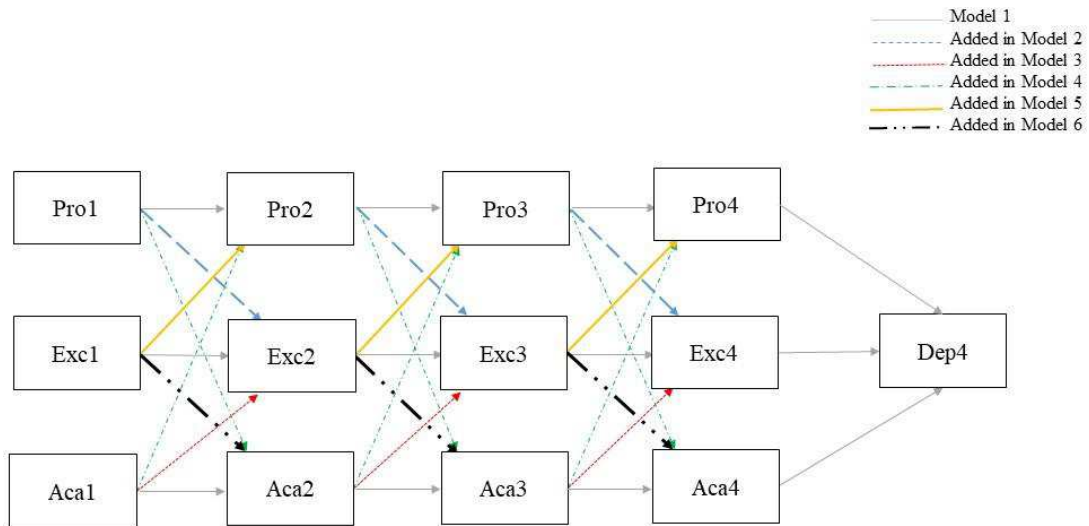 Model 1
Added in Model 2
Added in Model 3
Added in Model 4
Added in Model 5
Added in Model 6
Pro1
Pro2
Pro3
Pro4
Exc1
Exc2
Exc3
Exc4
Dep4
Aca1
Aca2
Aca3
Aca4